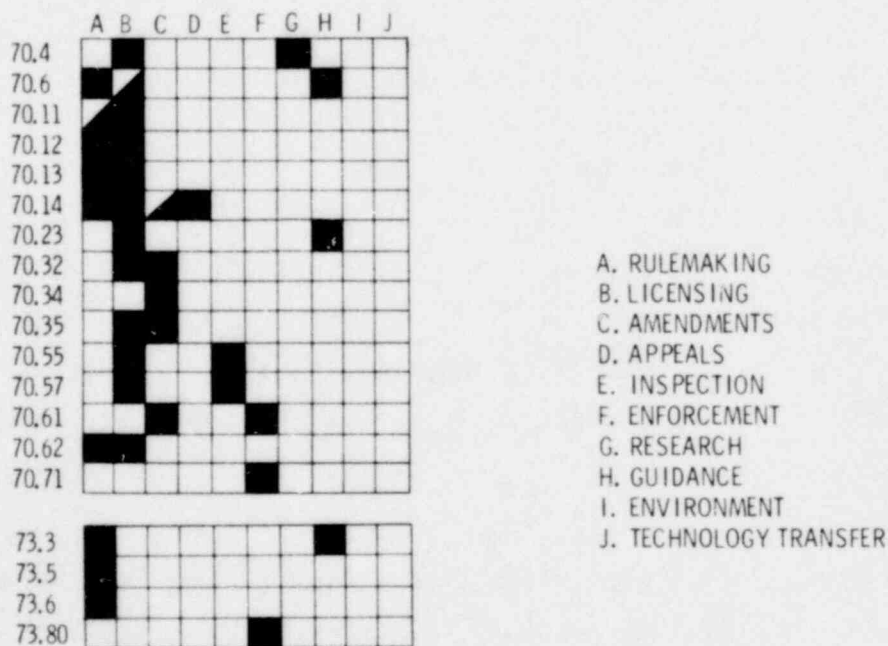 A B C D E F G H I J
70.4
70.6
70.11
70.12
70.13
70.14
70.23
70.32
70.34
70.35
70.55
70.57
70.61
70.62
70.71
73.3
73.5
73.6
73.80
A. RULEMAKING
B. LICENSING
C. AMENDMENTS
D. APPEALS
E. INSPECTION
F. ENFORCEMENT
G. RESEARCH
H. GUIDANCE
I. ENVIRONMENT
J. TECHNOLOGY TRANSFER